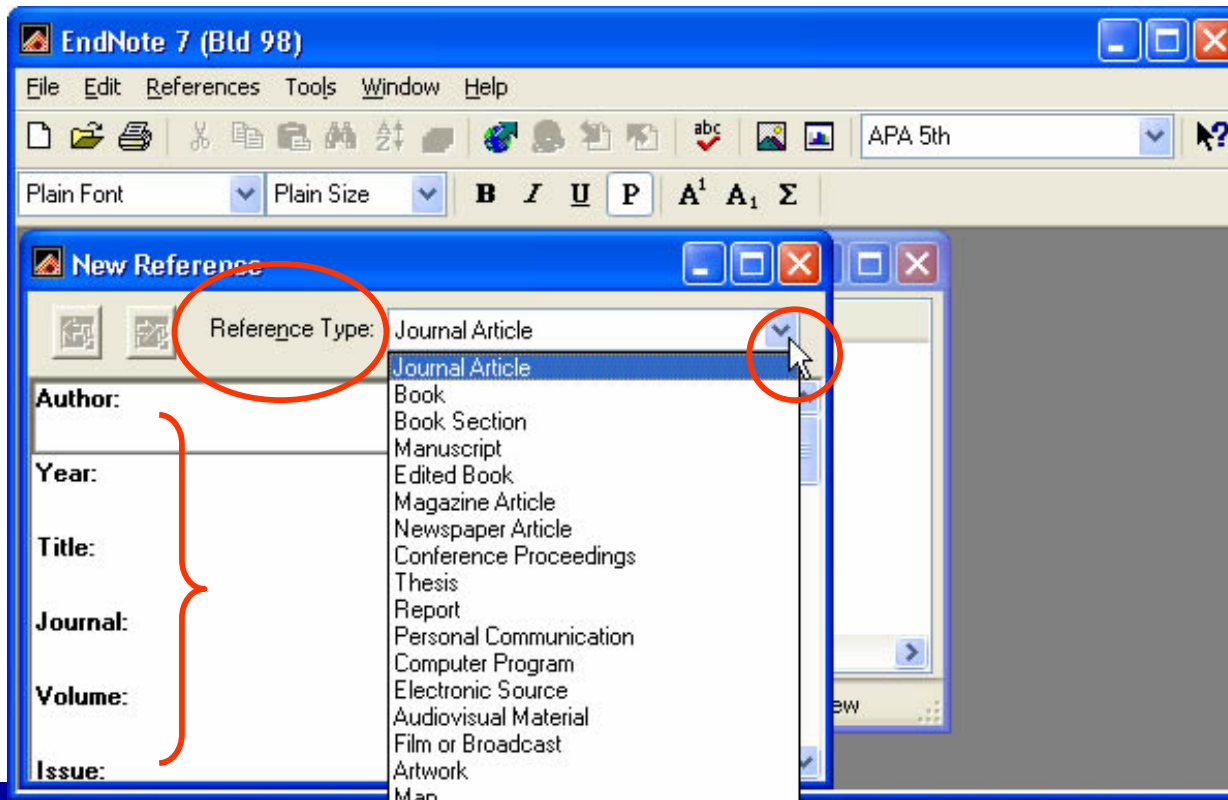 EndNote 7 (Bld 98)
File Edit References Tools Window Help
abc APA 5th
Plain Font Plain Size B I U P A¹ A₁ Σ
New Reference
Reference Type: Journal Article
Journal Article
Author:
Book
Book Section
Manuscript
Year:
Edited Book
Magazine Article
Newspaper Article
Title:
Conference Proceedings
Thesis
Report
Journal:
Personal Communication
Computer Program
Electronic Source
Volume:
ew
Audiovisual Material
Film or Broadcast
Issue:
Artwork
Map